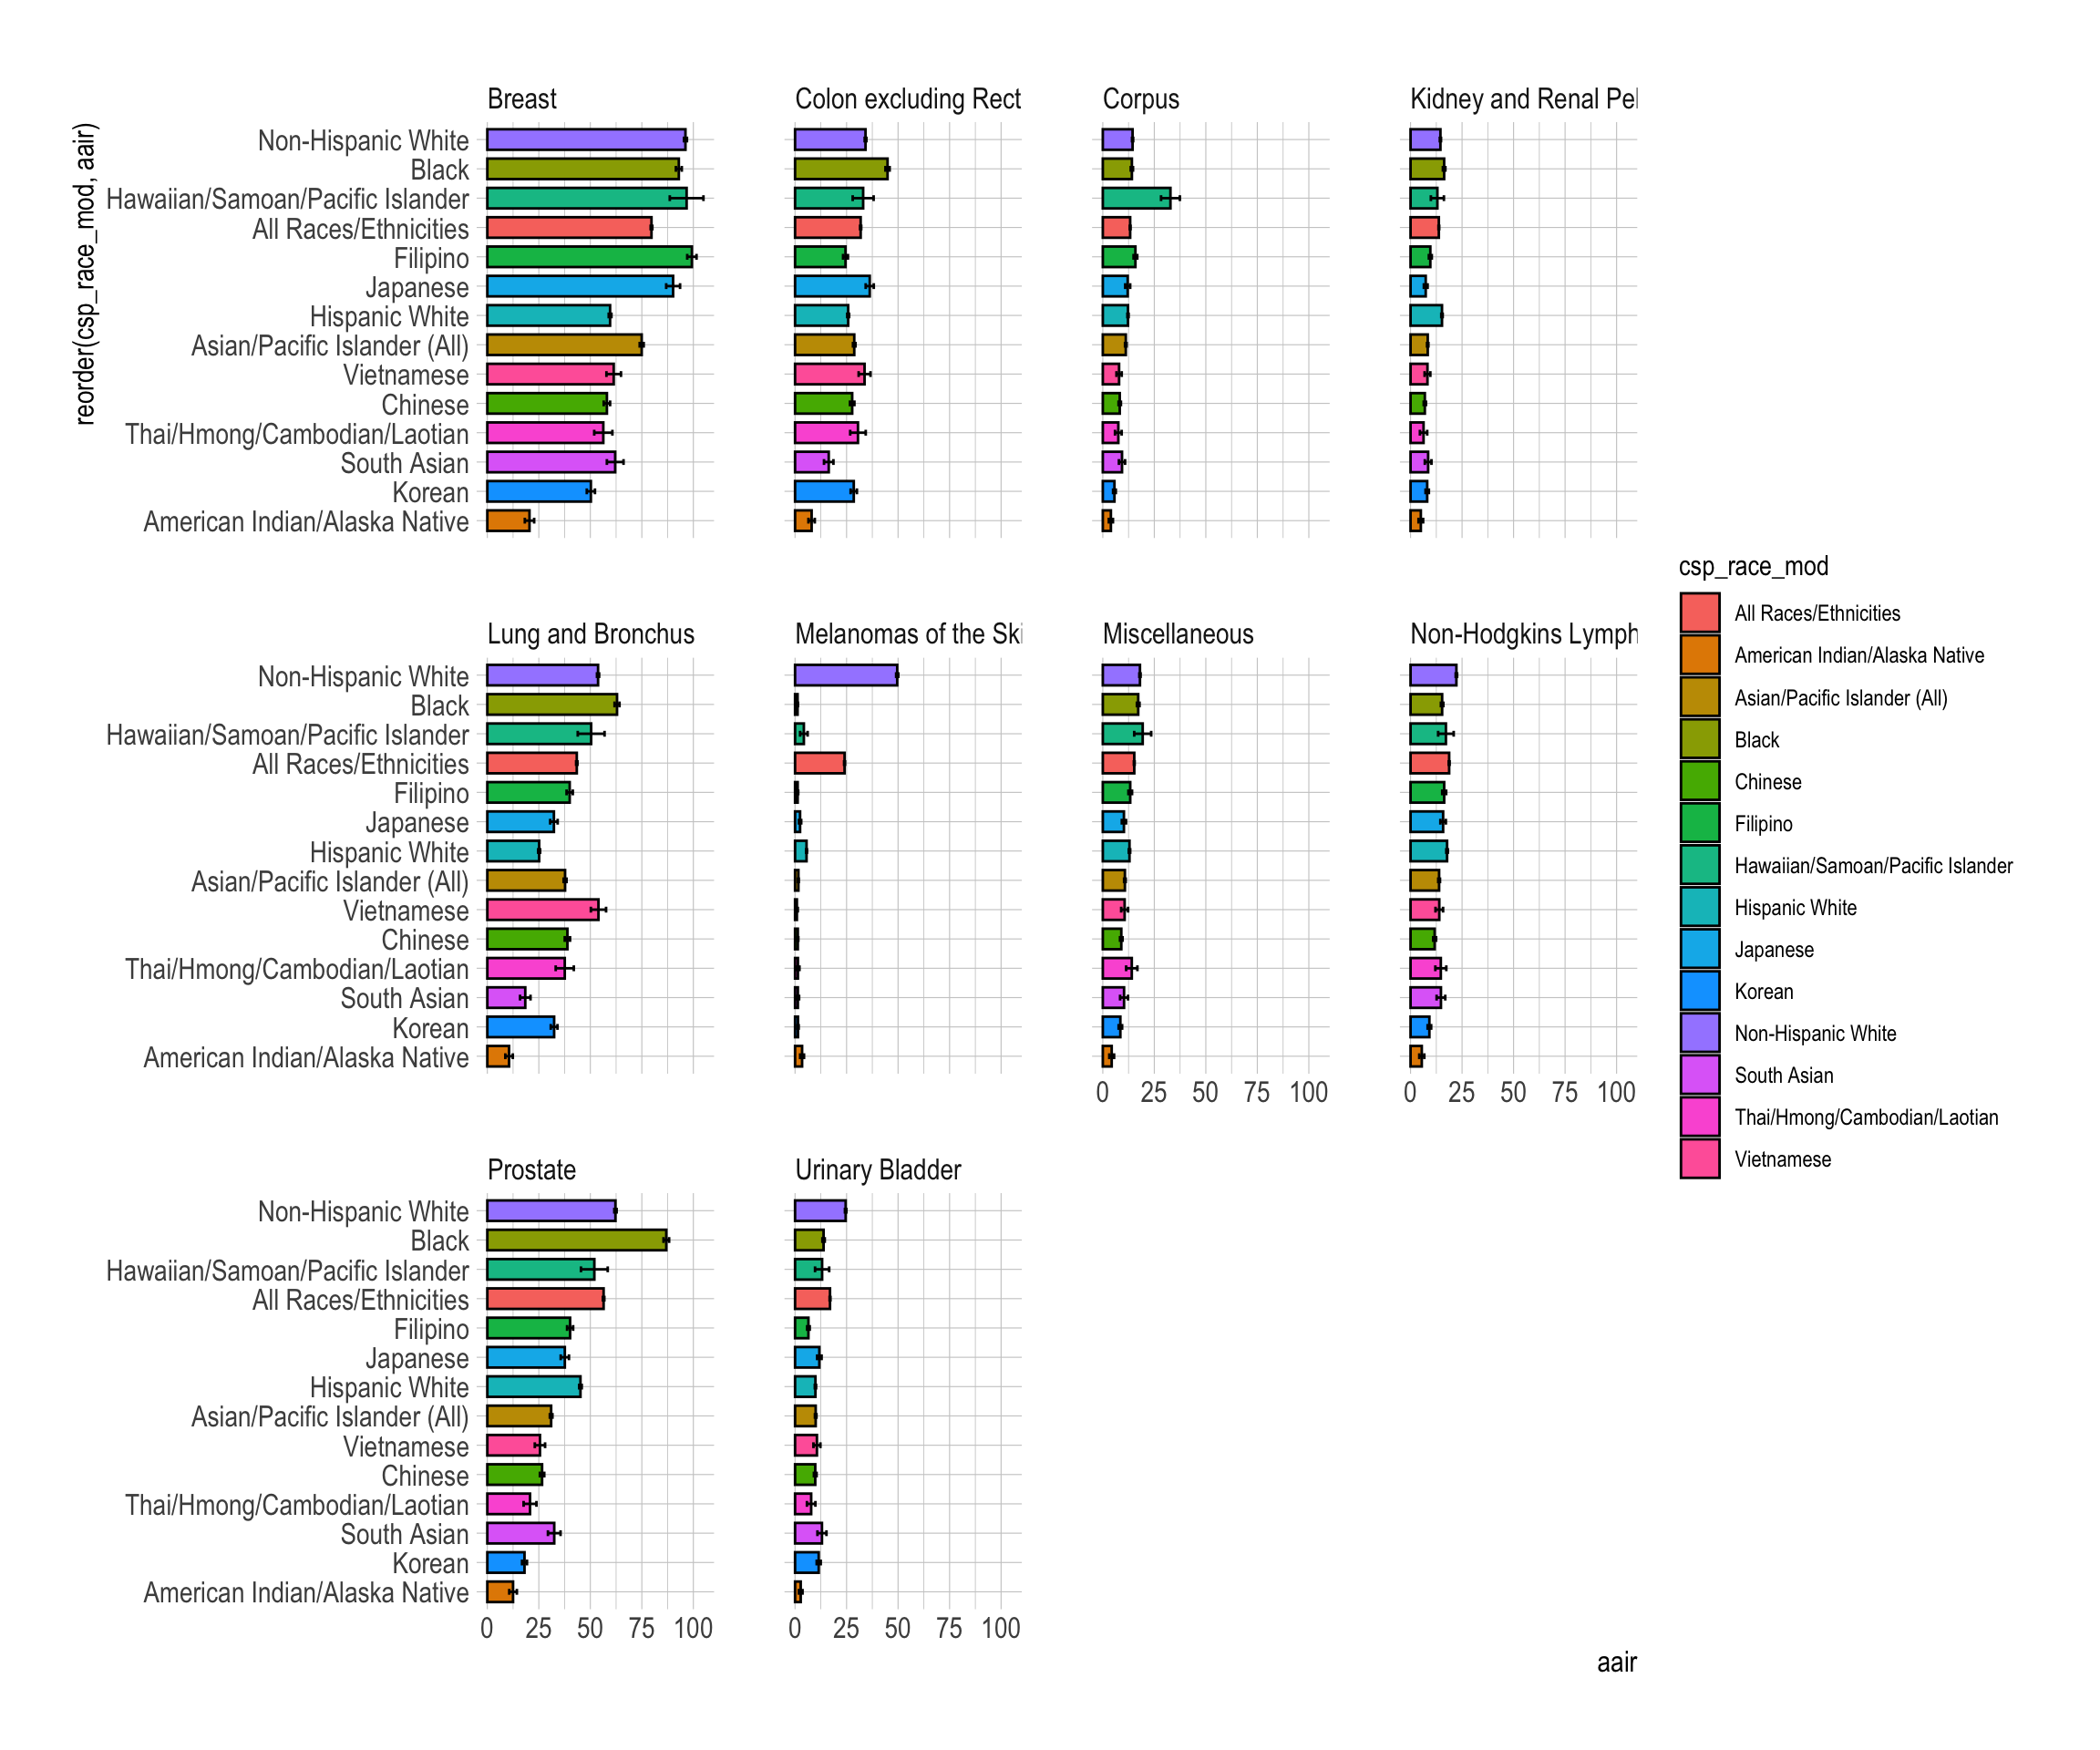 Breast
Colon excluding Rect
Corpus
Kidney and Renal Pel
reorder(csp_race_mod, aair)
Non-Hispanic White
Black
Hawaiian/Samoan/Pacific Islander
All Races/Ethnicities
Filipino
Japanese
Hispanic White
Asian/Pacific Islander (All)
Vietnamese
Chinese
Thai/Hmong/Cambodian/Laotian
South Asian
Korean
American Indian/Alaska Native
Lung and Bronchus
Melanomas of the Ski
Miscellaneous
Non-Hodgkins Lymph
Non-Hispanic White
Black
Hawaiian/Samoan/Pacific Islander
All Races/Ethnicities
Filipino
Japanese
Hispanic White
Asian/Pacific Islander (All)
Vietnamese
Chinese
Thai/Hmong/Cambodian/Laotian
South Asian
Korean
American Indian/Alaska Native
0 25 50 75 100
0 25 50 75 100
Prostate
Urinary Bladder
Non-Hispanic White
Black
Hawaiian/Samoan/Pacific Islander
All Races/Ethnicities
Filipino
Japanese
Hispanic White
Asian/Pacific Islander (All)
Vietnamese
Chinese
Thai/Hmong/Cambodian/Laotian
South Asian
Korean
American Indian/Alaska Native
0 25 50 75 100
0 25 50 75 100
aair
csp_race_mod
All Races/Ethnicities
American Indian/Alaska Native
Asian/Pacific Islander (All)
Black
Chinese
Filipino
Hawaiian/Samoan/Pacific Islander
Hispanic White
Japanese
Korean
Non-Hispanic White
South Asian
Thai/Hmong/Cambodian/Laotian
Vietnamese